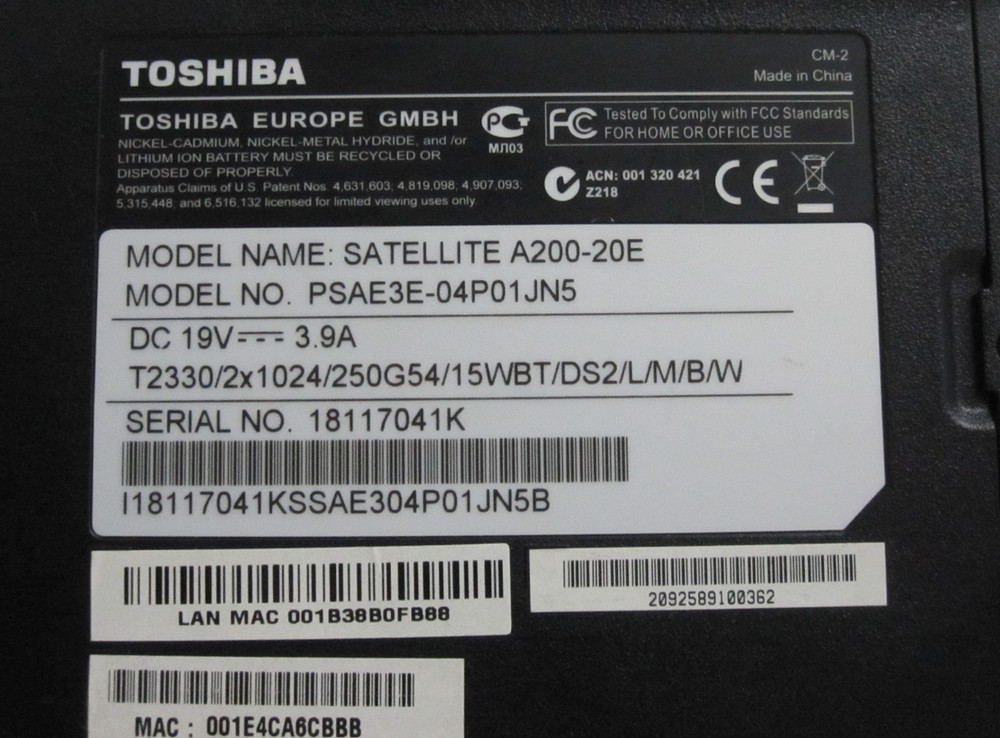 TOSHIBA
CM-2
Made in China
TOSHIBA EUROPE GMBH
NICKEL-CADMIUM, NICKEL-METAL HYDRIDE, and /or
LITHIUM ION BATTERY MUST BE RECYCLED OR
DISPOSED OF PROPERLY.
Apparatus Claims of U.S. Patent Nos. 4,631,603; 4,819,098; 4,907,093;
5,315,448; and 6,516,132 licensed for limited viewing uses only.
МЛ03
FC Tested To Comply with FCC Standards
FOR HOME OR OFFICE USE
ACN: 001 320 421
Z218
CE
MODEL NAME: SATELLITE A200-20E
MODEL NO. PSAE3E-04P01JN5
DC 19V⎓ 3.9A
T2330/2x1024/250G54/15WBT/DS2/L/M/B/W
SERIAL NO. 18117041K
I18117041KSSAE304P01JN5B
LAN MAC 001B38B0FB88
2092589100362
MAC : 001E4CA6CBBB